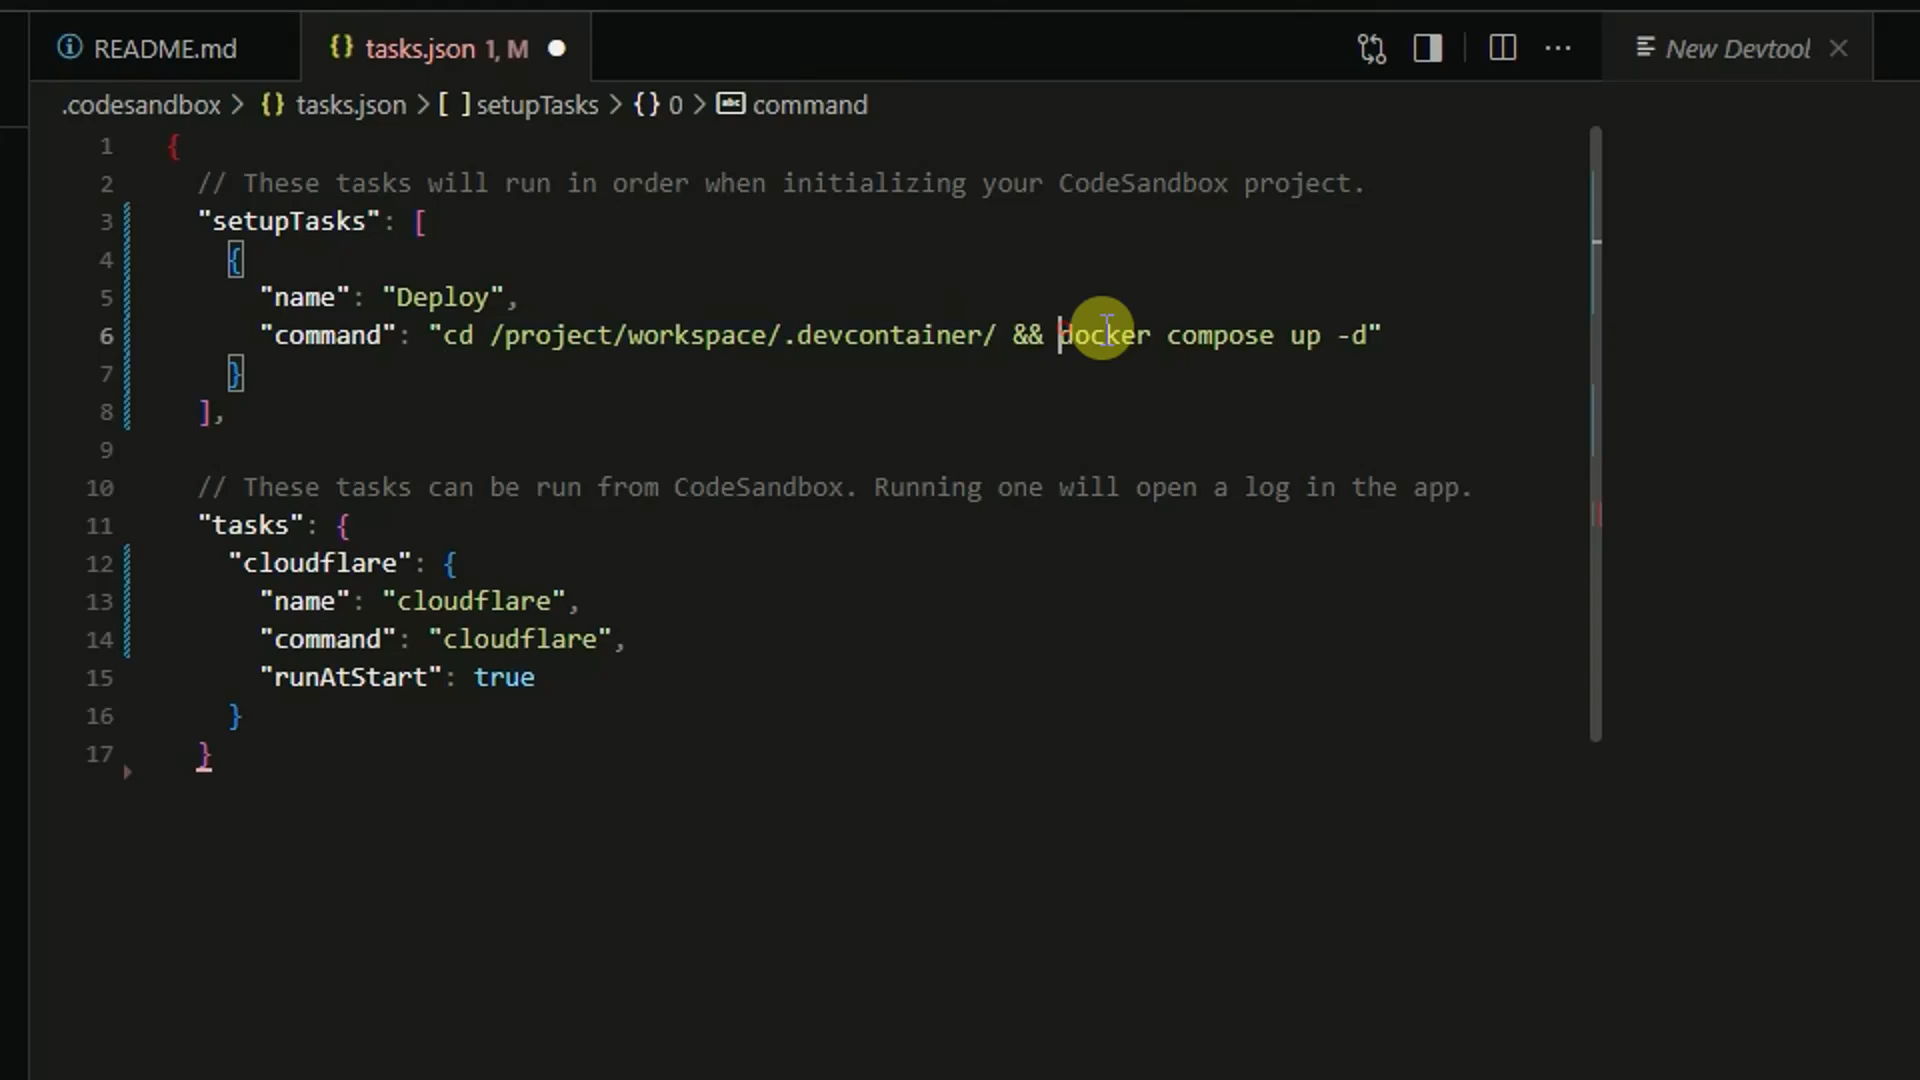 README.md
{} tasks.json 1, M
New Devtool
.codesandbox > {} tasks.json > [ ] setupTasks > {} 0 > abc command
1 {
2 // These tasks will run in order when initializing your CodeSandbox project.
3 "setupTasks": [
4 {
5 "name": "Deploy",
6 "command": "cd /project/workspace/.devcontainer/ && docker compose up -d"
7 }
8 ],
9
10 // These tasks can be run from CodeSandbox. Running one will open a log in the app.
11 "tasks": {
12 "cloudflare": {
13 "name": "cloudflare",
14 "command": "cloudflare",
15 "runAtStart": true
16 }
17 }